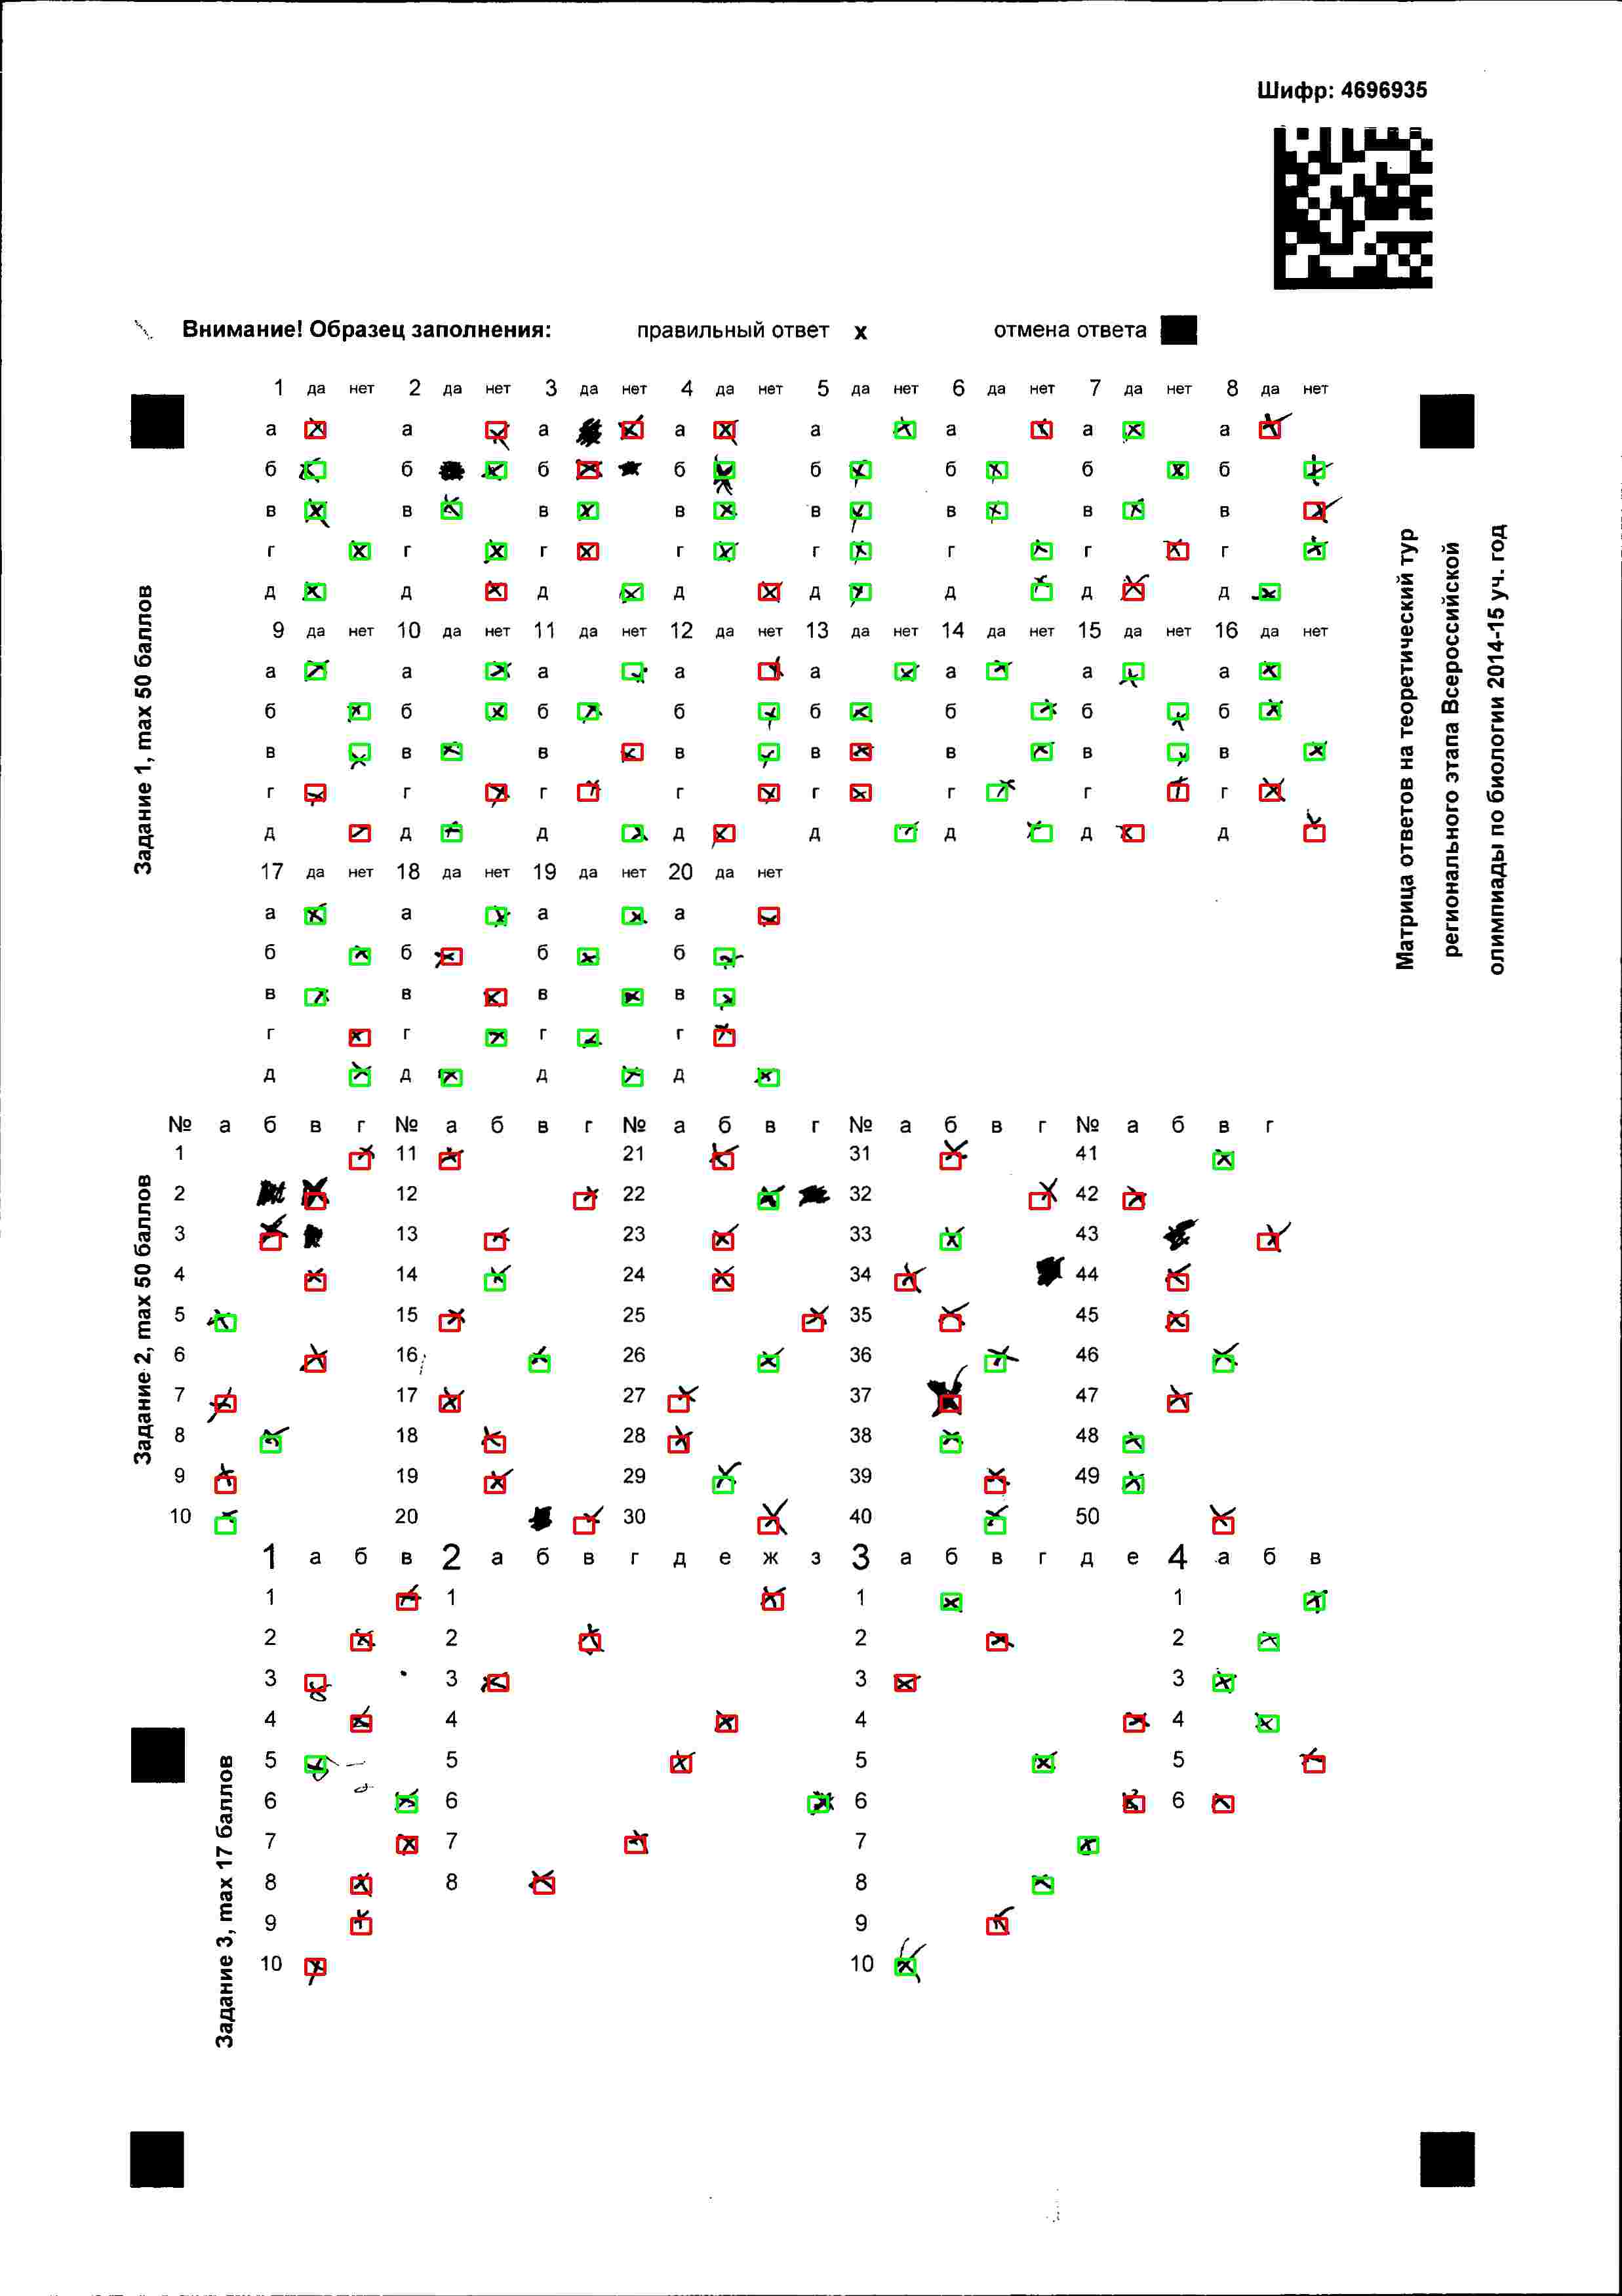 Шифр: 4696935
Внимание! Образец заполнения: правильный ответ х отмена ответа
1 да нет 2 да нет 3 да нет 4 да нет 5 да нет 6 да нет 7 да нет 8 да нет
а а а а а а а а
б б б б б б б б
в в в в в в в в
г г г г г г г г
д д д д д д д д
9 да нет 10 да нет 11 да нет 12 да нет 13 да нет 14 да нет 15 да нет 16 да нет
а а а а а а а а
б б б б б б б б
в в в в в в в в
г г г г г г г г
д д д д д д д д
17 да нет 18 да нет 19 да нет 20 да нет
а а а а
б б б б
в в в в
г г г г
д д д д
№ а б в г № а б в г № а б в г № а б в г № а б в г
1 11 21 31 41
2 12 22 32 42
3 13 23 33 43
4 14 24 34 44
5 15 25 35 45
6 16 26 36 46
7 17 27 37 47
8 18 28 38 48
9 19 29 39 49
10 20 30 40 50
1 а б в 2 а б в г д е ж з 3 а б в г д е 4 а б в
1 1 1 1
2 2 2 2
3 3 3 3
4 4 4 4
5 5 5 5
6 6 6 6
7 7 7
8 8 8
9 9
10 10
Задание 1, max 50 баллов
Задание 2, max 50 баллов
Задание 3, max 17 баллов
Матрица ответов на теоретический тур
регионального этапа Всероссийской
олимпиады по биологии 2014-15 уч. год